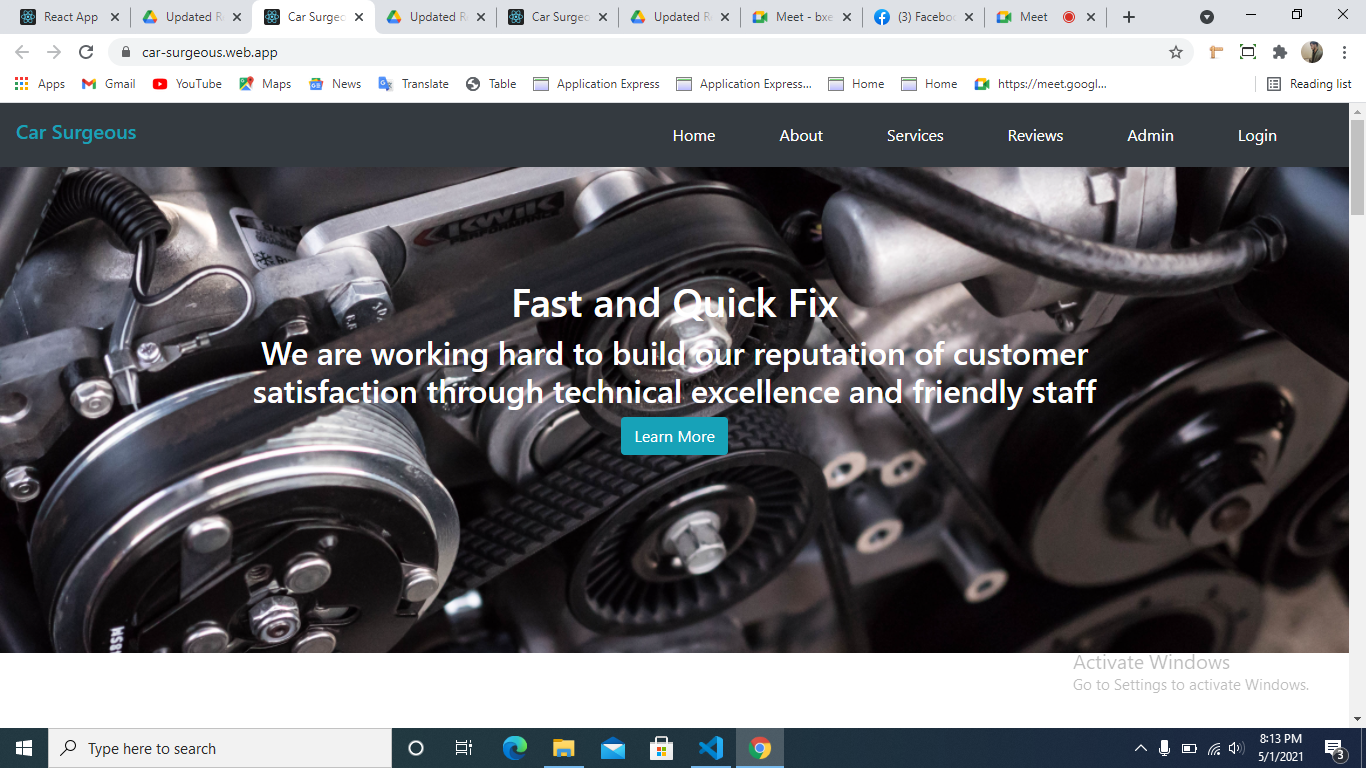 React App
Updated R
Car Surgeo
Updated R
Car Surgeo
Updated R
Meet - bxe
(3) Faceboo
Meet
car-surgeous.web.app
Apps
Gmail
YouTube
Maps
News
Translate
Table
Application Express
Application Express...
Home
Home
https://meet.googl...
Reading list
Car Surgeous
Home
About
Services
Reviews
Admin
Login
KWIK
PERFORMANCE
Fast and Quick Fix
We are working hard to build our reputation of customer
satisfaction through technical excellence and friendly staff
Learn More
Activate Windows
Go to Settings to activate Windows.
Type here to search
8:13 PM
5/1/2021
3